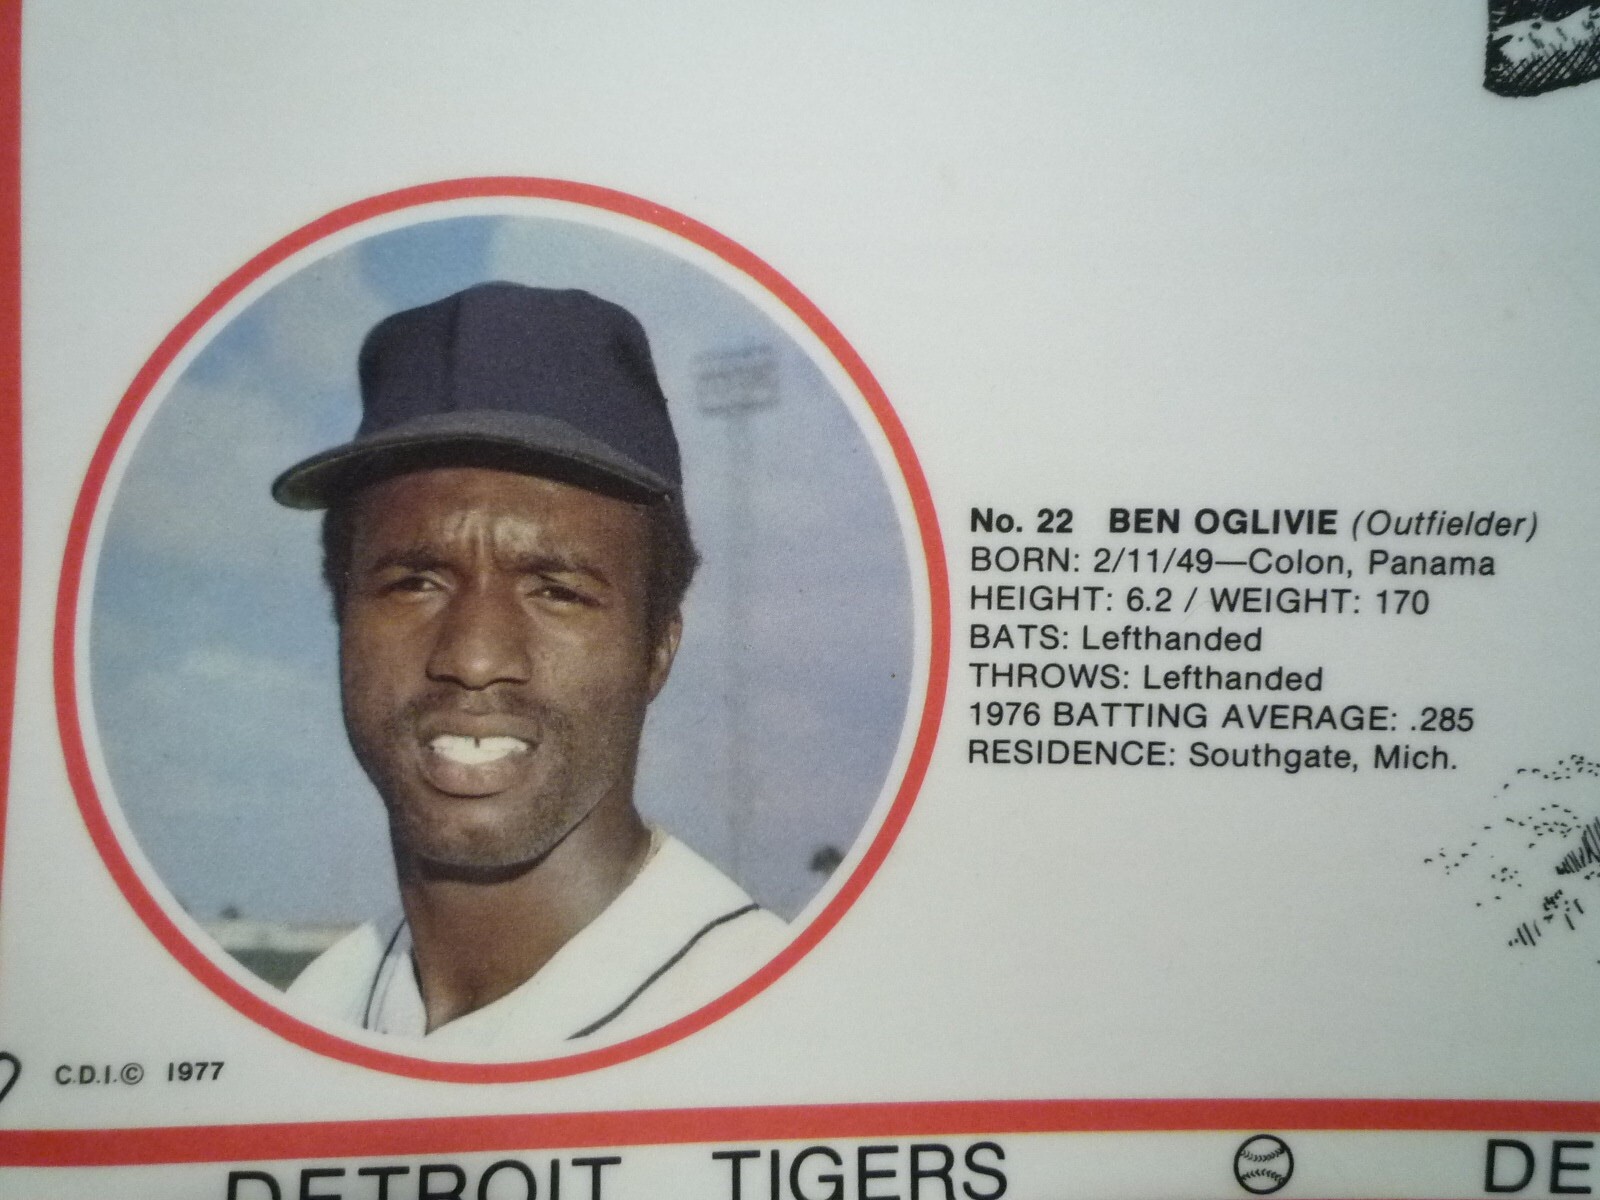 No. 22 BEN OGLIVIE (Outfielder)
BORN: 2/11/49—Colon, Panama
HEIGHT: 6.2 / WEIGHT: 170
BATS: Lefthanded
THROWS: Lefthanded
1976 BATTING AVERAGE: .285
RESIDENCE: Southgate, Mich.
C.D.I.© 1977
DETROIT TIGERS DE